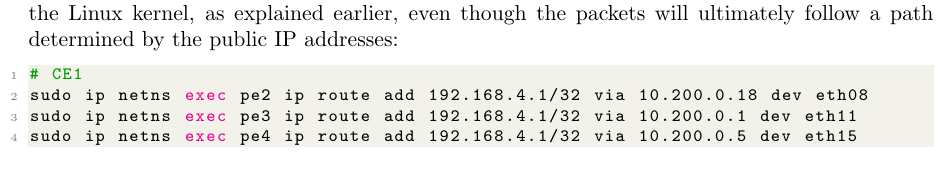 the Linux kernel, as explained earlier, even though the packets will ultimately follow a path
determined by the public IP addresses:
1 # CE1
2 sudo ip netns exec pe2 ip route add 192.168.4.1/32 via 10.200.0.18 dev eth08
3 sudo ip netns exec pe3 ip route add 192.168.4.1/32 via 10.200.0.1 dev eth11
4 sudo ip netns exec pe4 ip route add 192.168.4.1/32 via 10.200.0.5 dev eth15